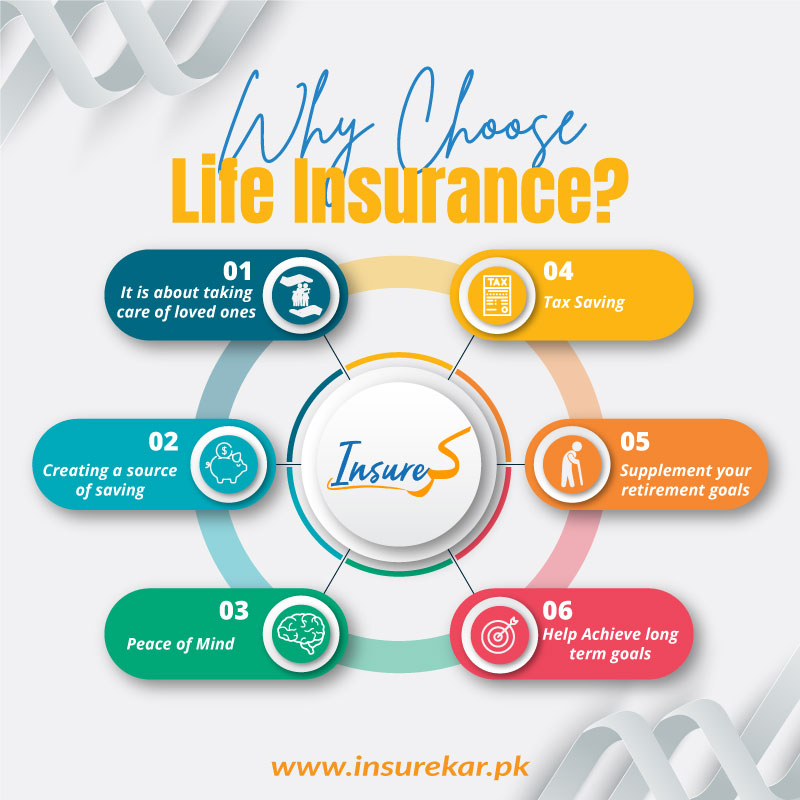 Why Choose
Life Insurance?
01
It is about taking
care of loved ones
02
Creating a source
of saving
03
Peace of Mind
04
TAX
Tax Saving
05
Supplement your
retirement goals
06
Help Achieve long
term goals
$
Insure
www.insurekar.pk